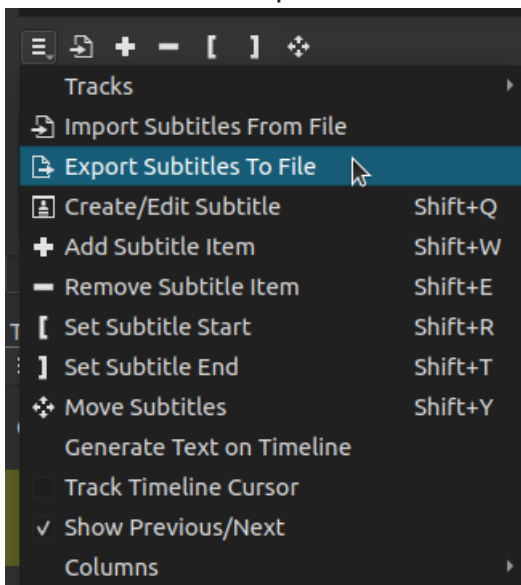 Tracks
Import Subtitles From File
Export Subtitles To File
Create/Edit Subtitle Shift+Q
Add Subtitle Item Shift+W
Remove Subtitle Item Shift+E
Set Subtitle Start Shift+R
Set Subtitle End Shift+T
Move Subtitles Shift+Y
Generate Text on Timeline
Track Timeline Cursor
Show Previous/Next
Columns